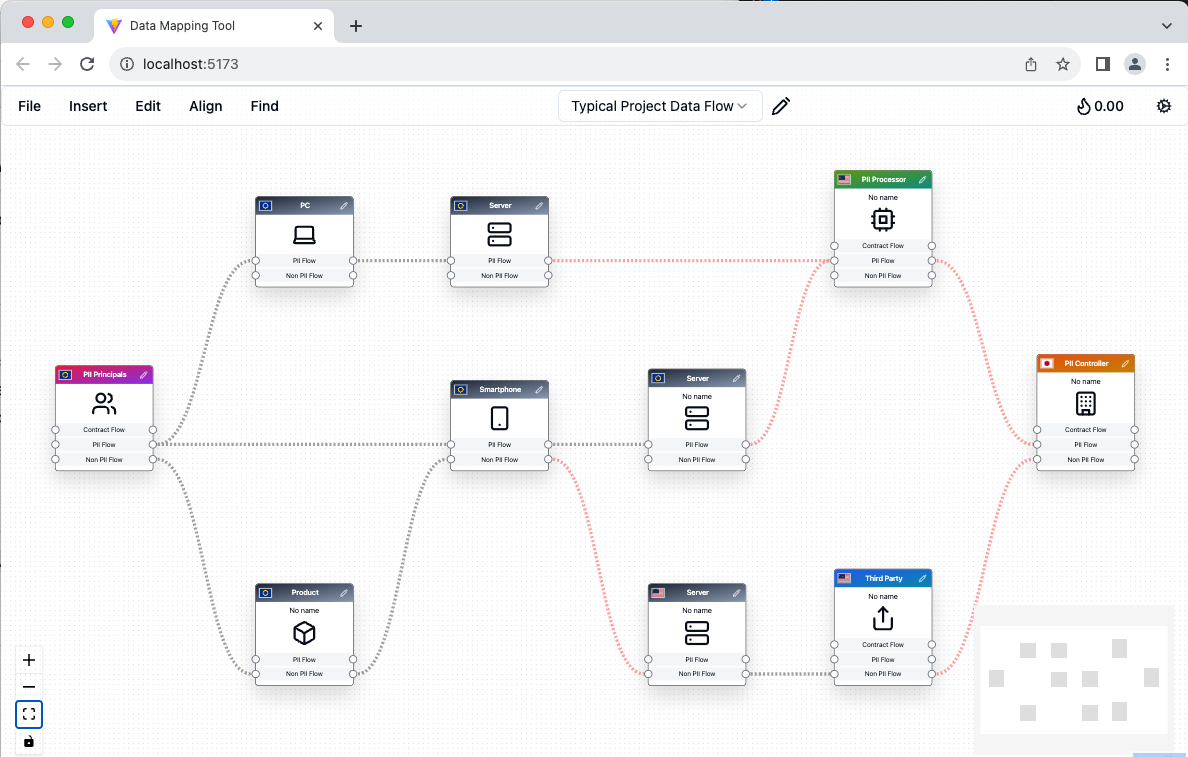 Data Mapping Tool
localhost:5173
File Insert Edit Align Find
Typical Project Data Flow
0.00
PII Processor
No name
Contract Flow
PII Flow
Non PII Flow
PC
PII Flow
Non PII Flow
Server
PII Flow
Non PII Flow
PII Principals
Contract Flow
PII Flow
Non PII Flow
Smartphone
PII Flow
Non PII Flow
Server
No name
PII Flow
Non PII Flow
PII Controller
No name
Contract Flow
PII Flow
Non PII Flow
Product
No name
PII Flow
Non PII Flow
Server
No name
PII Flow
Non PII Flow
Third Party
No name
Contract Flow
PII Flow
Non PII Flow